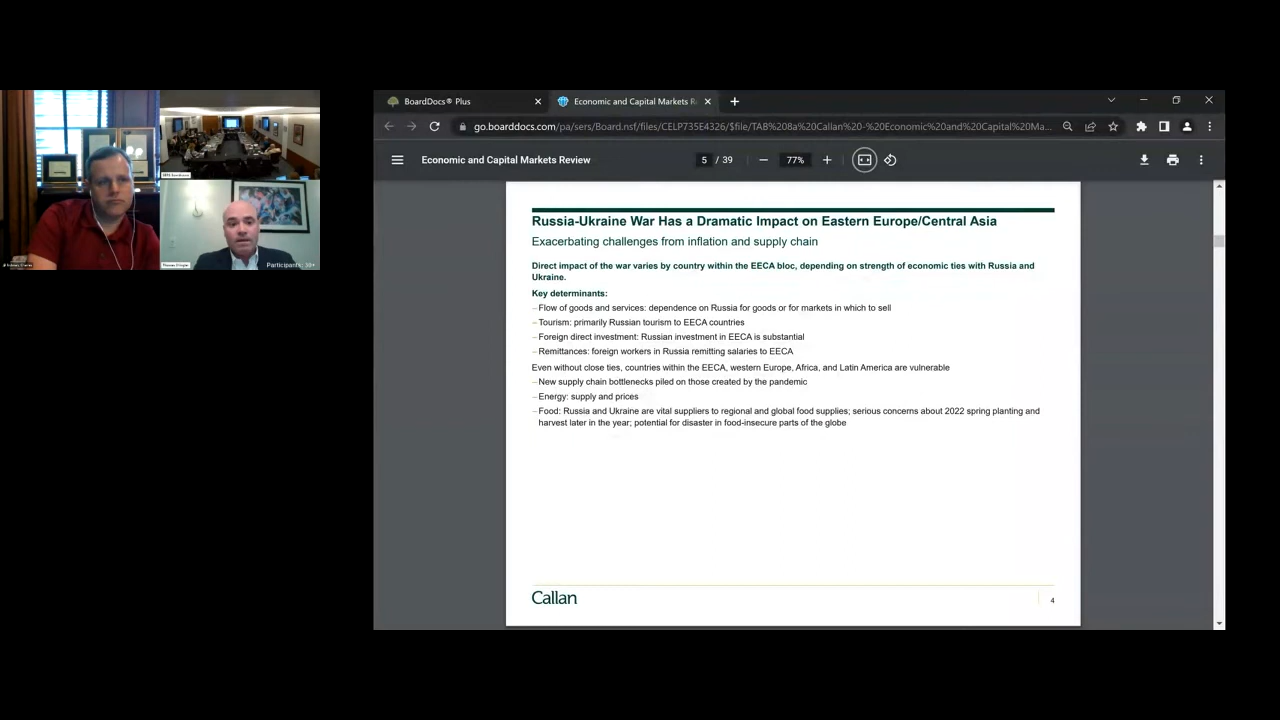 BoardDocs® Plus
Economic and Capital Markets R
go.boarddocs.com/pa/sers/Board.nsf/files/CELP735E4326/$file/TAB%208a%20Callan%20-%20Economic%20and%20Capital%20Ma...
Economic and Capital Markets Review
5 / 39
77%
Russia-Ukraine War Has a Dramatic Impact on Eastern Europe/Central Asia
Exacerbating challenges from inflation and supply chain
Direct impact of the war varies by country within the EECA bloc, depending on strength of economic ties with Russia and
Ukraine.
Key determinants:
– Flow of goods and services: dependence on Russia for goods or for markets in which to sell
– Tourism: primarily Russian tourism to EECA countries
– Foreign direct investment: Russian investment in EECA is substantial
– Remittances: foreign workers in Russia remitting salaries to EECA
Even without close ties, countries within the EECA, western Europe, Africa, and Latin America are vulnerable
– New supply chain bottlenecks piled on those created by the pandemic
– Energy: supply and prices
– Food: Russia and Ukraine are vital suppliers to regional and global food supplies; serious concerns about 2022 spring planting and
harvest later in the year; potential for disaster in food-insecure parts of the globe
Callan
4
Participants: 30+